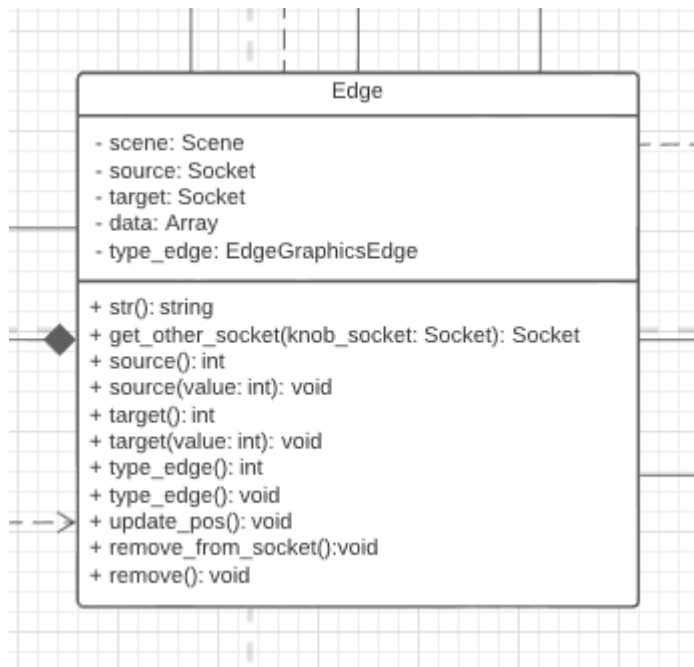 Edge
- scene: Scene
- source: Socket
- target: Socket
- data: Array
- type_edge: EdgeGraphicsEdge
+ str(): string
+ get_other_socket(knob_socket: Socket): Socket
+ source(): int
+ source(value: int): void
+ target(): int
+ target(value: int): void
+ type_edge(): int
+ type_edge(): void
+ update_pos(): void
+ remove_from_socket():void
+ remove(): void